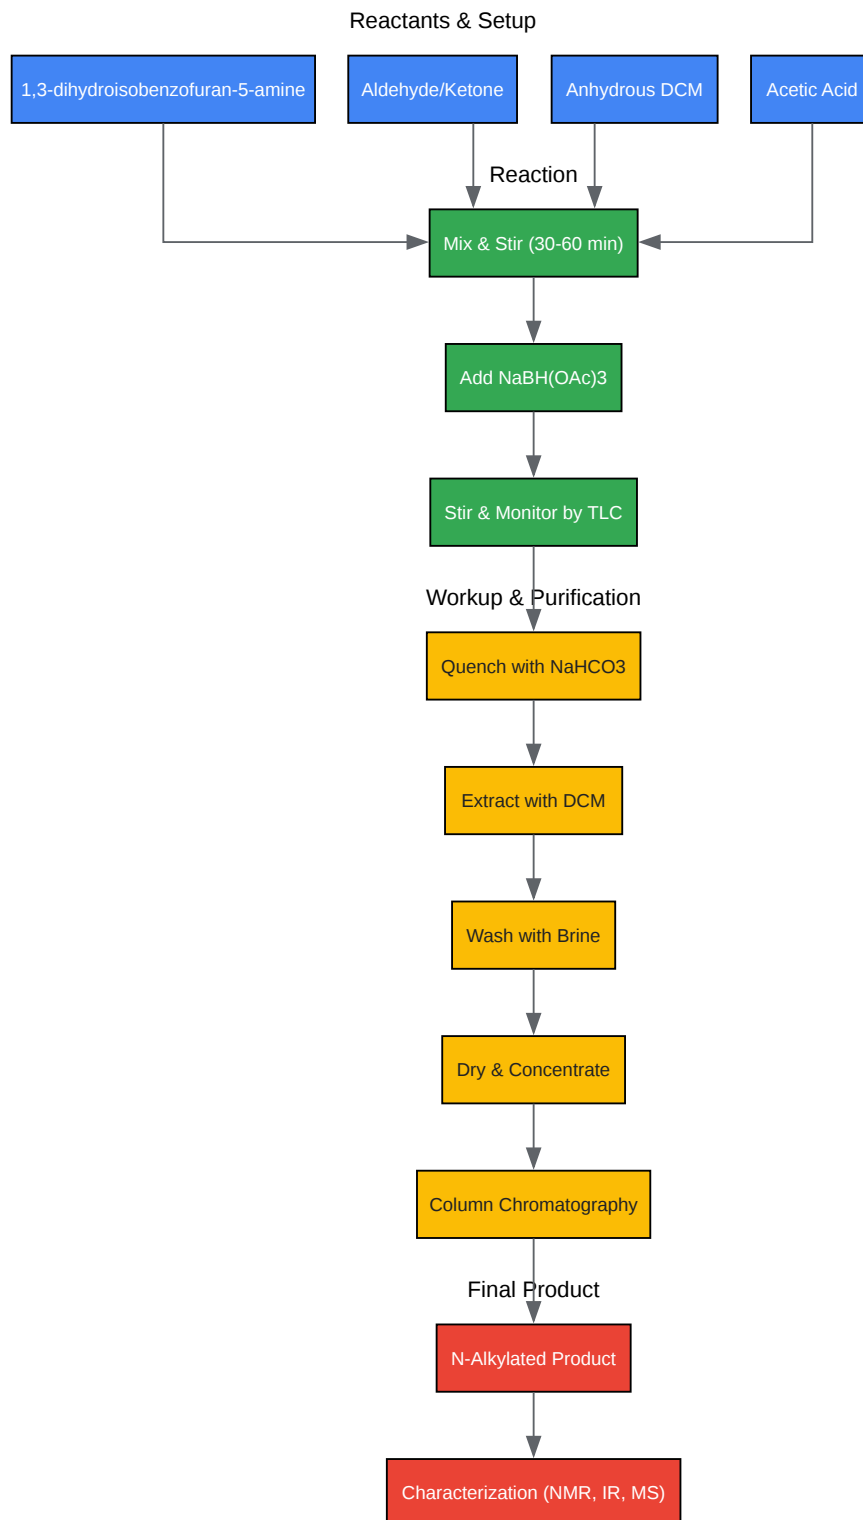 Reactants & Setup
1,3-dihydroisobenzofuran-5-amine
Aldehyde/Ketone
Anhydrous DCM
Acetic Acid
Reaction
Mix & Stir (30-60 min)
Add NaBH(OAc)3
Stir & Monitor by TLC
Workup & Purification
Quench with NaHCO3
Extract with DCM
Wash with Brine
Dry & Concentrate
Column Chromatography
Final Product
N-Alkylated Product
Characterization (NMR, IR, MS)